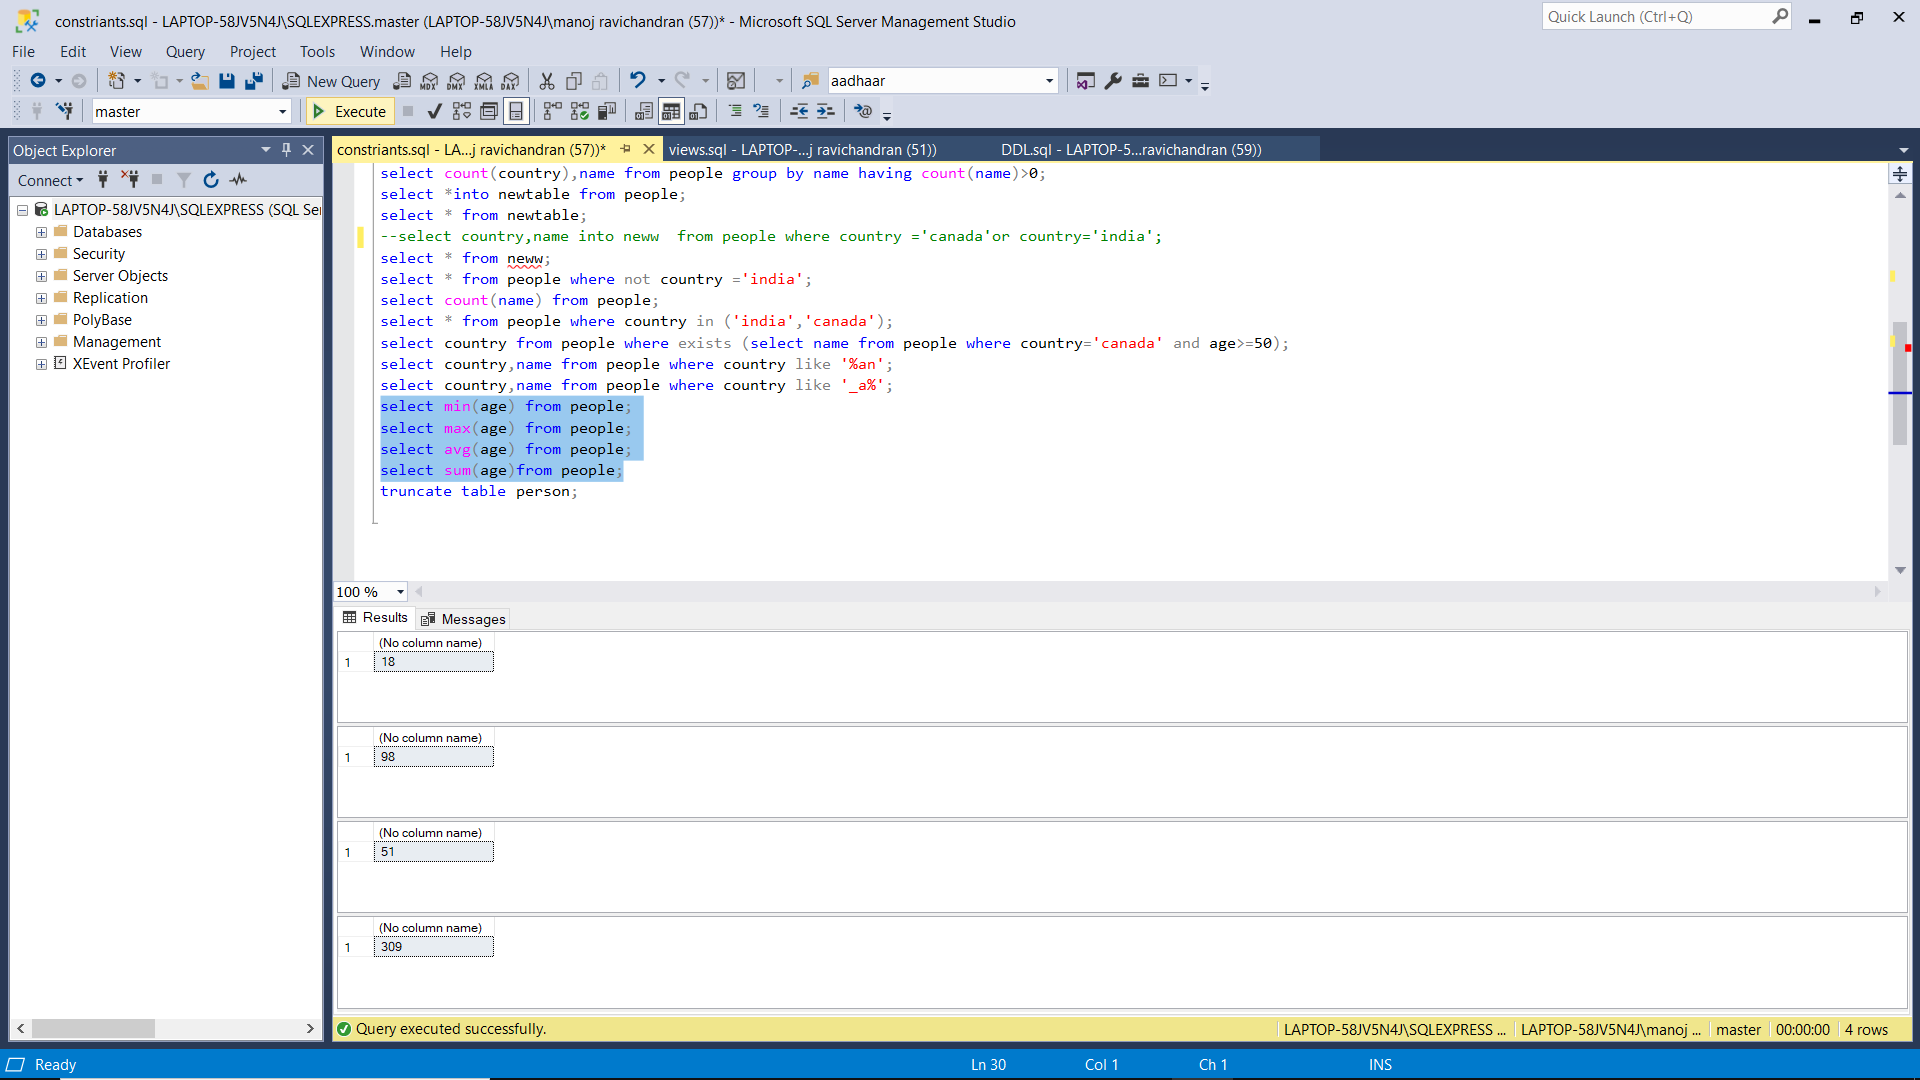 constriants.sql - LAPTOP-58JV5N4J\SQLEXPRESS.master (LAPTOP-58JV5N4J\manoj ravichandran (57))* - Microsoft SQL Server Management Studio
Quick Launch (Ctrl+Q)
File Edit View Query Project Tools Window Help
New Query MDX DMX XMLA DAX aadhaar
master Execute
Object Explorer
constriants.sql - LA...j ravichandran (57))* views.sql - LAPTOP-...j ravichandran (51)) DDL.sql - LAPTOP-5...ravichandran (59))
Connect
LAPTOP-58JV5N4J\SQLEXPRESS (SQL Se
Databases
Security
Server Objects
Replication
PolyBase
Management
XEvent Profiler
select count(country),name from people group by name having count(name)>0;
select *into newtable from people;
select * from newtable;
--select country,name into neww  from people where country ='canada'or country='india';
select * from neww;
select * from people where not country ='india';
select count(name) from people;
select * from people where country in ('india','canada');
select country from people where exists (select name from people where country='canada' and age>=50);
select country,name from people where country like '%an';
select country,name from people where country like '_a%';
select min(age) from people;
select max(age) from people;
select avg(age) from people;
select sum(age)from people;
truncate table person;
100 %
Results Messages
(No column name)
1 18
(No column name)
1 98
(No column name)
1 51
(No column name)
1 309
Query executed successfully. LAPTOP-58JV5N4J\SQLEXPRESS ... LAPTOP-58JV5N4J\manoj ... master 00:00:00 4 rows
Ready Ln 30 Col 1 Ch 1 INS